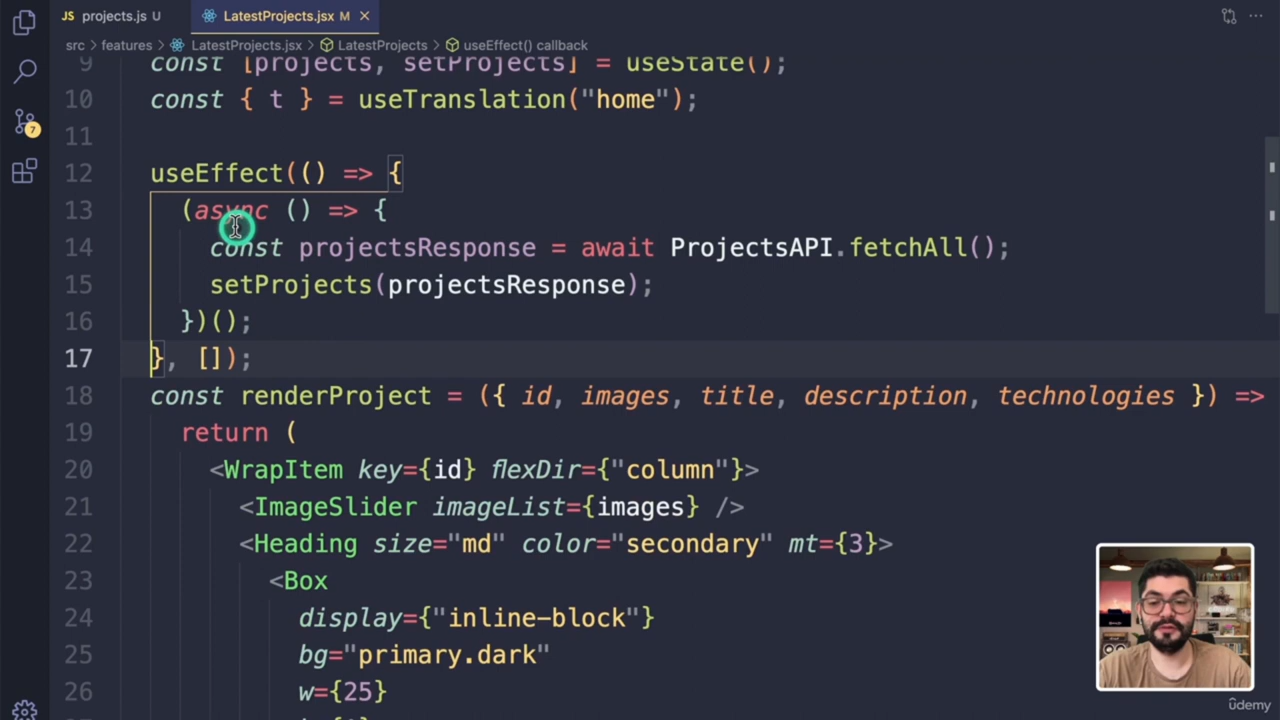 projects.js U
LatestProjects.jsx M
src > features > LatestProjects.jsx > LatestProjects > useEffect() callback
9 const [projects, setProjects] = useState();
10 const { t } = useTranslation("home");
11
12 useEffect(() => {
13 (async () => {
14 const projectsResponse = await ProjectsAPI.fetchAll();
15 setProjects(projectsResponse);
16 })();
17 }, []);
18 const renderProject = ({ id, images, title, description, technologies }) =>
19 return (
20 <WrapItem key={id} flexDir={"column"}>
21 <ImageSlider imageList={images} />
22 <Heading size="md" color="secondary" mt={3}>
23 <Box
24 display={"inline-block"}
25 bg="primary.dark"
26 w={25}
7
JS
udemy